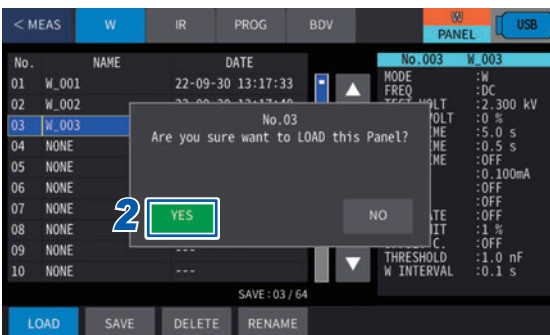 < MEAS W IR PROG BDV W PANEL USB
No. NAME DATE
01 W_001 22-09-30 13:17:33
02 W_002
03 W_003
04 NONE
05 NONE
06 NONE
07 NONE
08 NONE
09 NONE ---
10 NONE ---
SAVE : 03 / 64
No.003 W_003
MODE :W
FREQ :DC
:2.300 kV
:0 %
:5.0 s
:0.5 s
:OFF
:0.100mA
:OFF
:OFF
:OFF
:1 %
:OFF
THRESHOLD :1.0 nF
W INTERVAL :0.1 s
No.03
Are you sure want to LOAD this Panel?
2
YES NO
LOAD SAVE DELETE RENAME